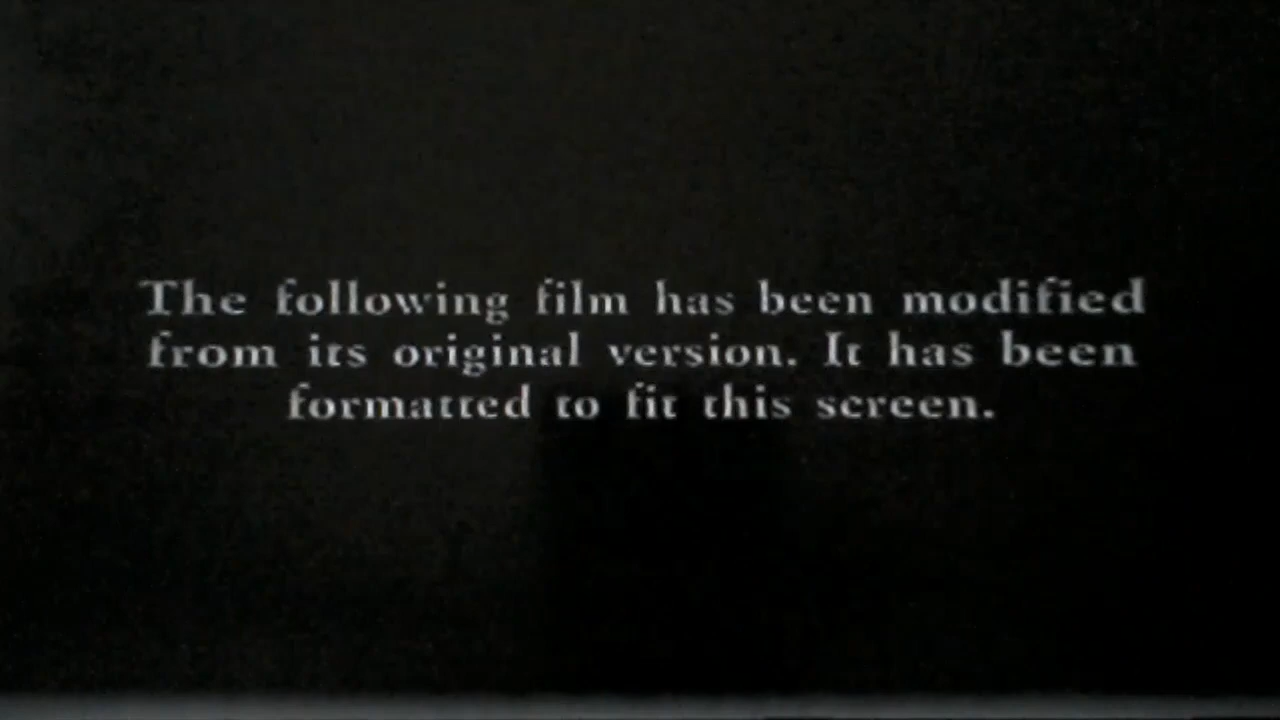 The following film has been modified
from its original version. It has been
formatted to fit this screen.